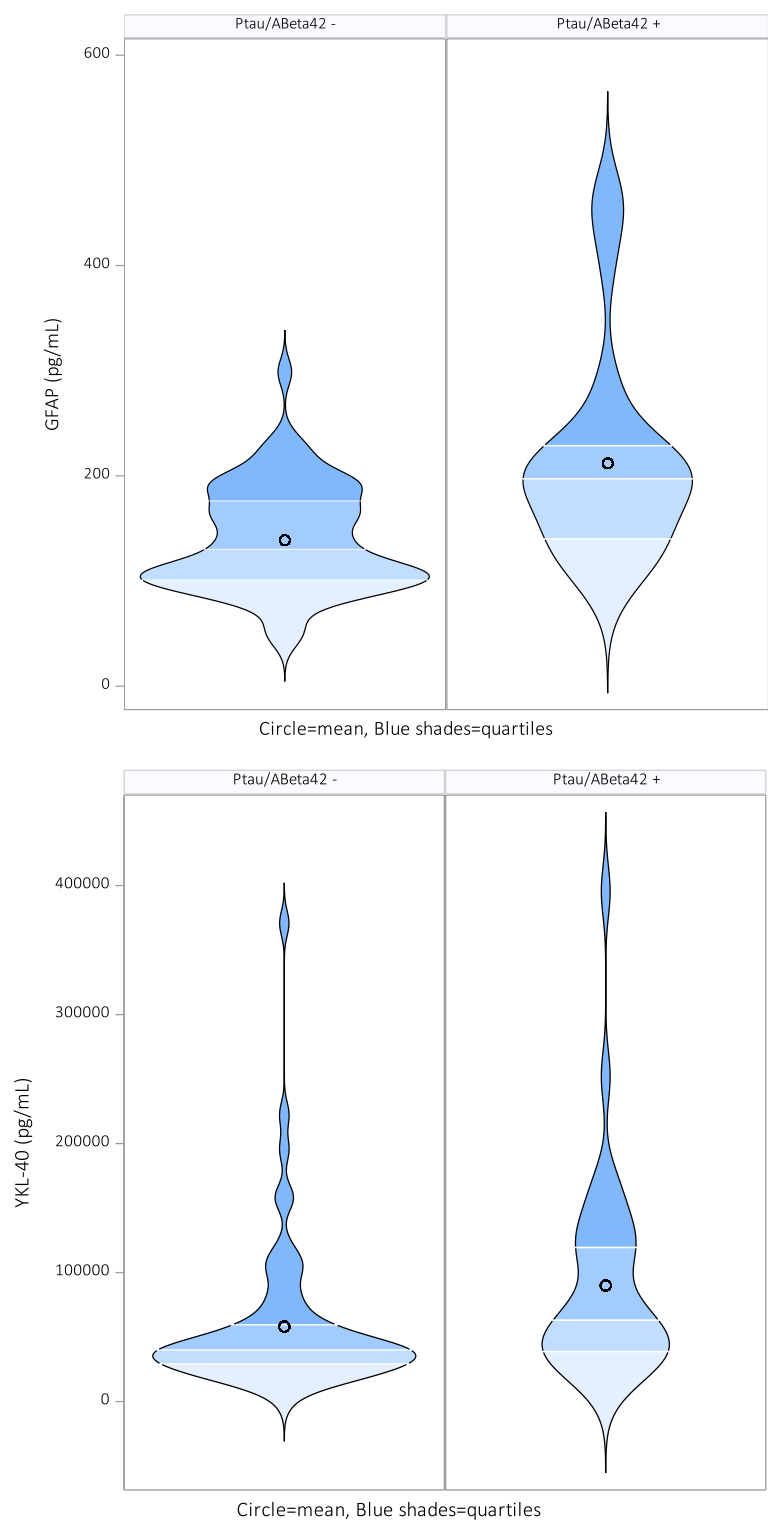 Ptau/ABeta42 -
Ptau/ABeta42 +
600
400
200
0
GFAP (pg/mL)
Circle=mean, Blue shades=quartiles
Ptau/ABeta42 -
Ptau/ABeta42 +
400000
300000
200000
100000
0
YKL-40 (pg/mL)
Circle=mean, Blue shades=quartiles